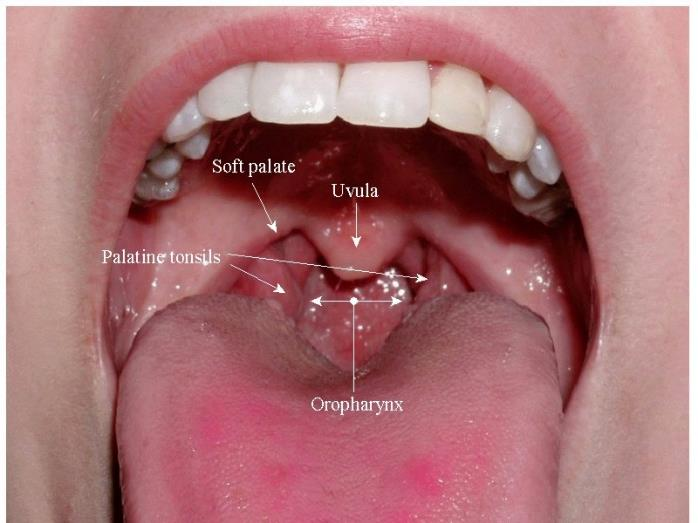 Soft palate
Uvula
Palatine tonsils
Oropharynx